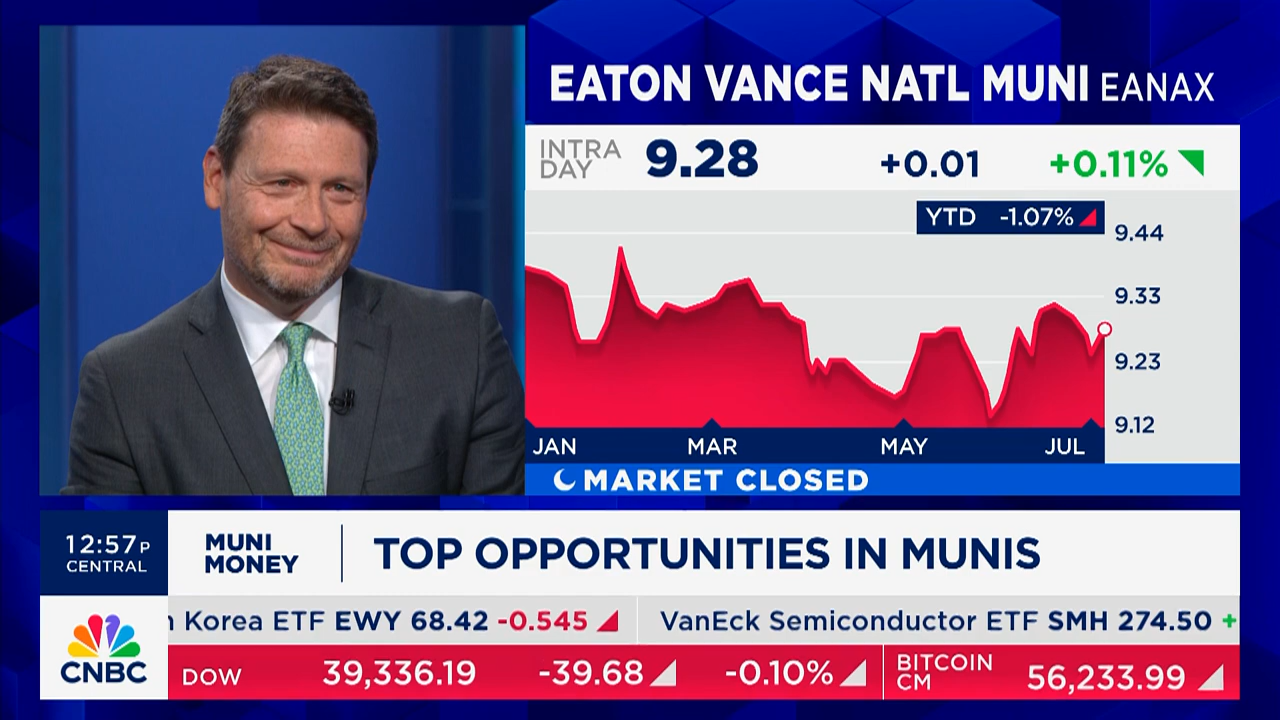 EATON VANCE NATL MUNI EANAX
INTRA DAY 9.28 +0.01 +0.11%
YTD -1.07%
9.44
9.33
9.23
9.12
JAN MAR MAY JUL
MARKET CLOSED
12:57P CENTRAL
MUNI MONEY
TOP OPPORTUNITIES IN MUNIS
Korea ETF EWY 68.42 -0.545 VanEck Semiconductor ETF SMH 274.50 +
CNBC
DOW 39,336.19 -39.68 -0.10% BITCOIN CM 56,233.99